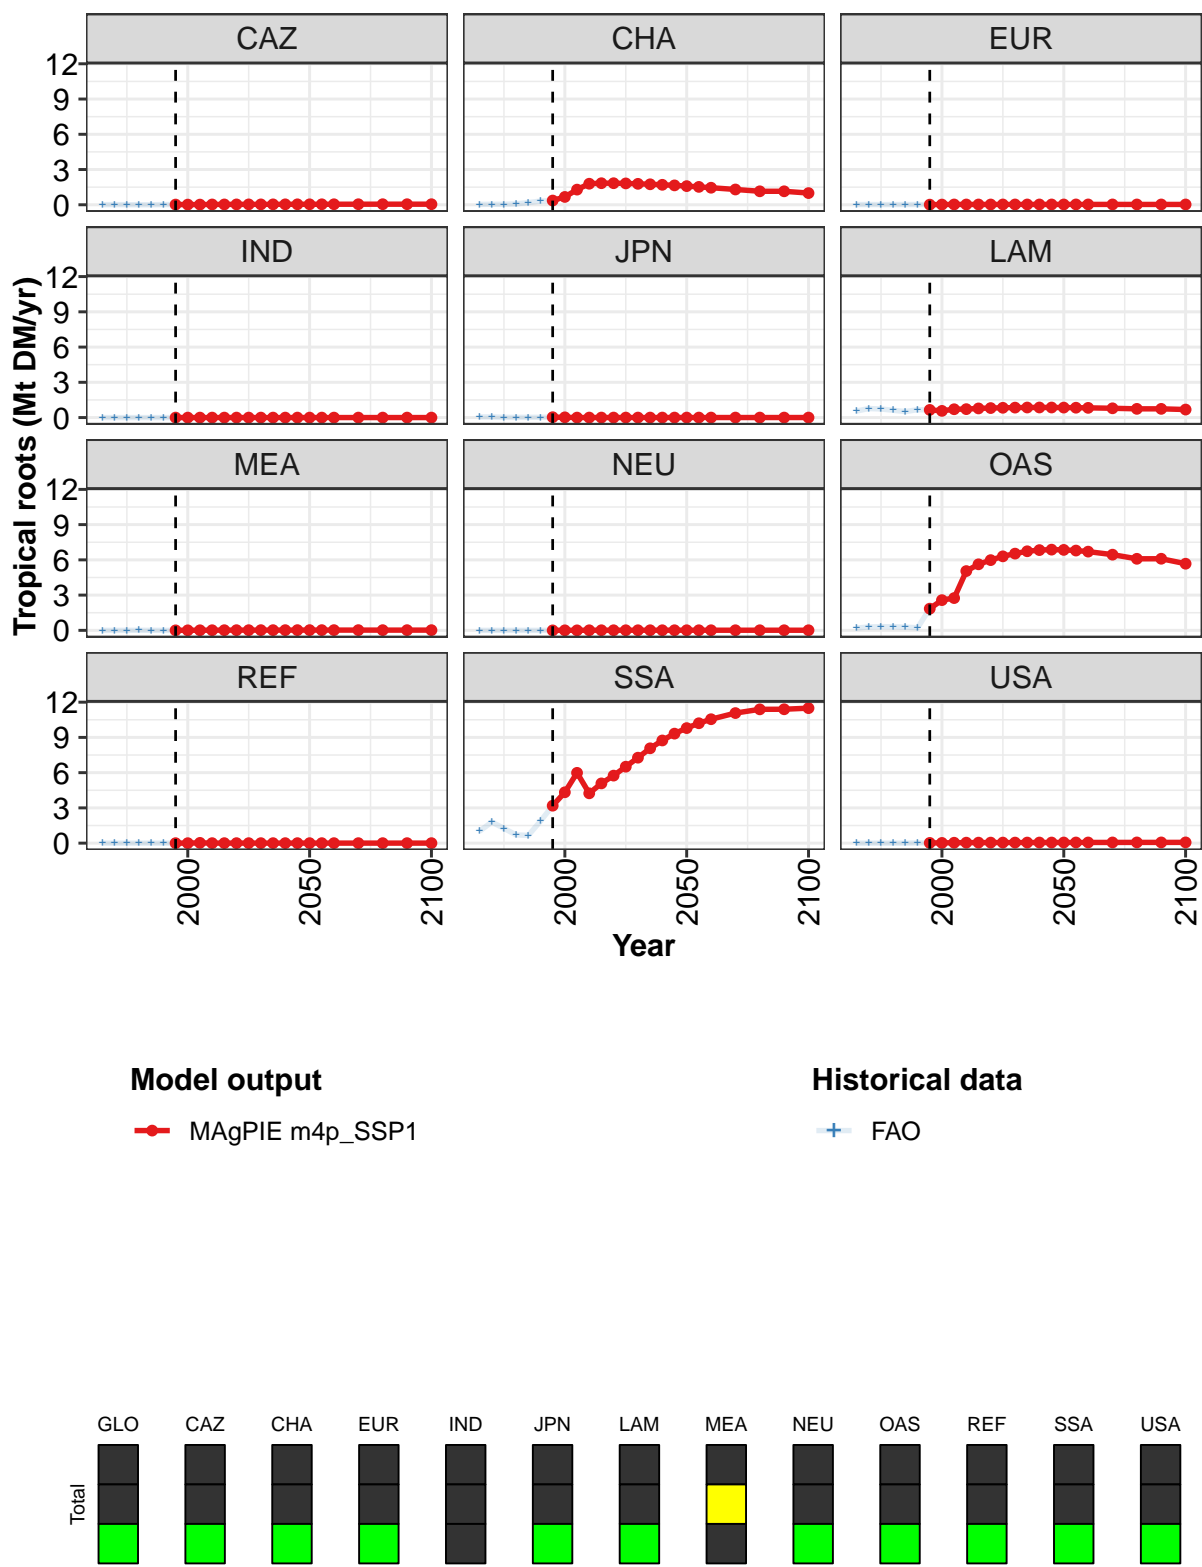 CAZ CHA EUR
12
9
6
3
0
IND JPN LAM
12
9
6
3
0
MEA NEU OAS
12
9
6
3
0
REF SSA USA
12
9
6
3
0
Tropical roots (Mt DM/yr)
2000 2050 2100 2000 2050 2100 2000 2050 2100
Year
Model output Historical data
MAgPIE m4p_SSP1 FAO
GLO CAZ CHA EUR IND JPN LAM MEA NEU OAS REF SSA USA
Total